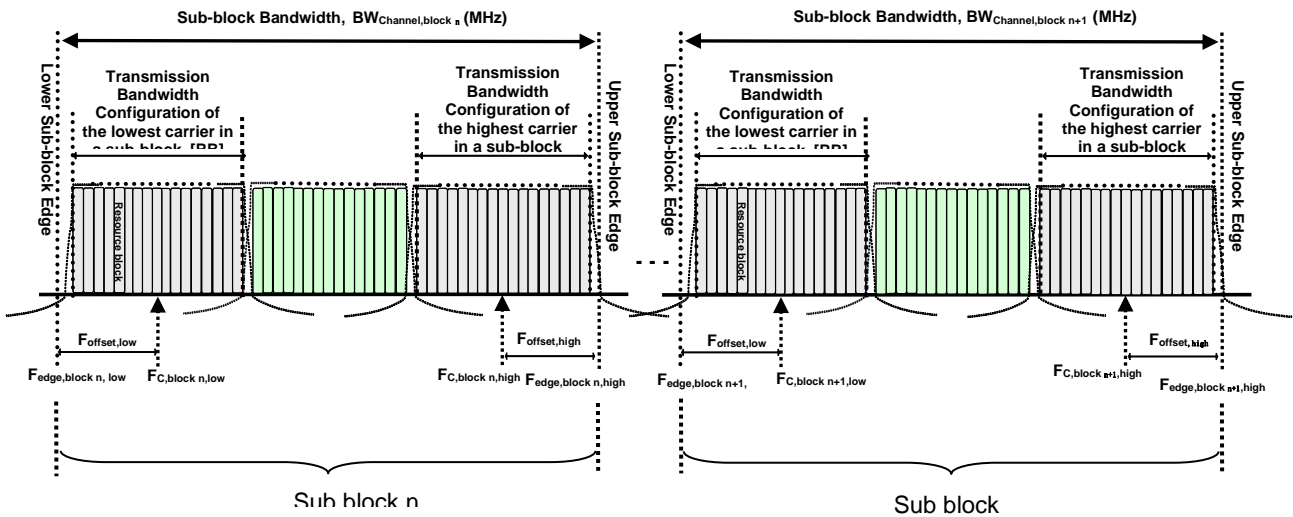 Sub-block Bandwidth, BWChannel,block n (MHz)
Sub-block Bandwidth, BWChannel,block n+1 (MHz)
Lower Sub-block Edge
Transmission
Bandwidth
Configuration of
the lowest carrier in
a sub-block [RB]
Transmission
Bandwidth
Configuration of
the highest carrier
in a sub-block
Upper Sub-block Edge
Resource block
Foffset,low
Foffset,high
Fedge,block n, low
FC,block n,low
FC,block n,high
Fedge,block n,high
Sub block n
....
Lower Sub-block Edge
Transmission
Bandwidth
Configuration of
the lowest carrier in
a sub-block [RB]
Transmission
Bandwidth
Configuration of
the highest carrier
in a sub-block
Upper Sub-block Edge
Resource block
Foffset,low
Foffset,high
Fedge,block n+1,
FC,block n+1,low
FC,block n+1,high
Fedge,block n+1,high
Sub block